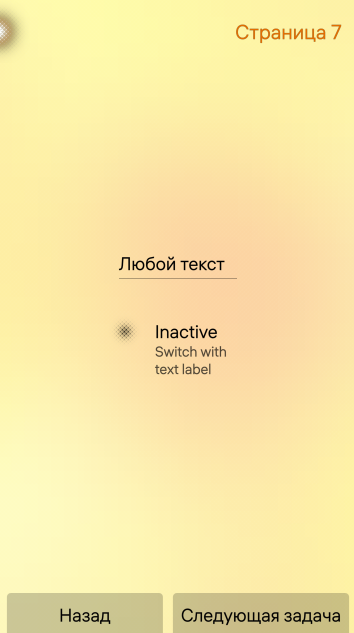 Страница 7
Любой текст
Inactive
Switch with
text label
Назад
Следующая задача